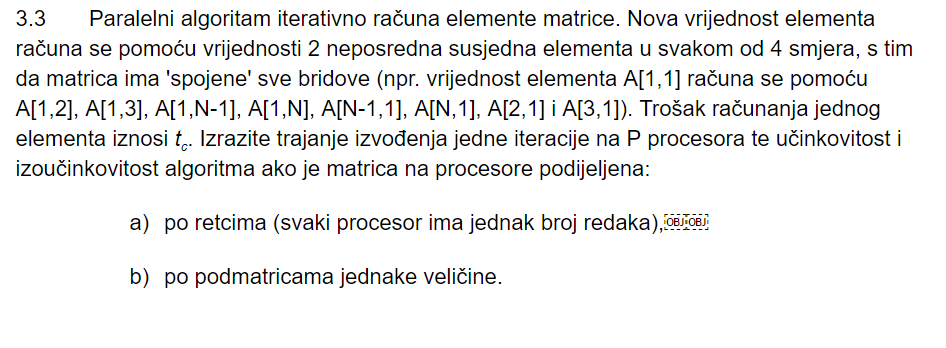 3.3 Paralelni algoritam iterativno računa elemente matrice. Nova vrijednost elementa
računa se pomoću vrijednosti 2 neposredna susjedna elementa u svakom od 4 smjera, s tim
da matrica ima 'spojene' sve bridove (npr. vrijednost elementa A[1,1] računa se pomoću
A[1,2], A[1,3], A[1,N-1], A[1,N], A[N-1,1], A[N,1], A[2,1] i A[3,1]). Trošak računanja jednog
elementa iznosi tc. Izrazite trajanje izvođenja jedne iteracije na P procesora te učinkovitost i
izoučinkovitost algoritma ako je matrica na procesore podijeljena:
a) po retcima (svaki procesor ima jednak broj redaka),OBJOBJ
b) po podmatricama jednake veličine.